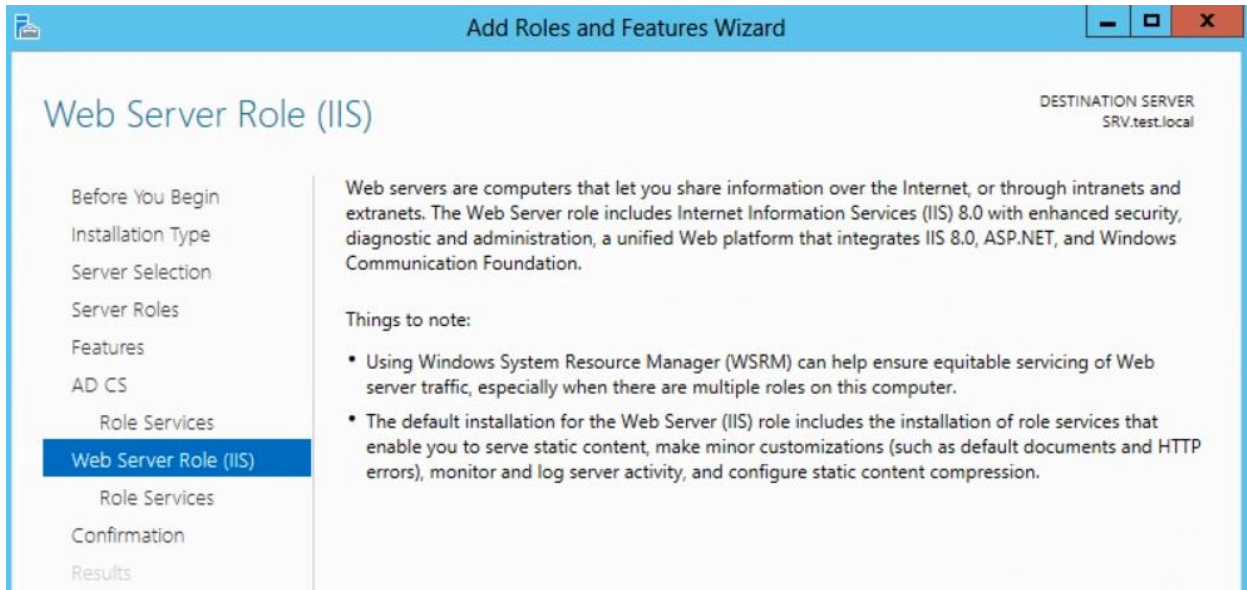 Add Roles and Features Wizard
Web Server Role (IIS)
DESTINATION SERVER
SRV.test.local
Before You Begin
Installation Type
Server Selection
Server Roles
Features
AD CS
Role Services
Web Server Role (IIS)
Role Services
Confirmation
Results
Web servers are computers that let you share information over the Internet, or through intranets and
extranets. The Web Server role includes Internet Information Services (IIS) 8.0 with enhanced security,
diagnostic and administration, a unified Web platform that integrates IIS 8.0, ASP.NET, and Windows
Communication Foundation.
Things to note:
• Using Windows System Resource Manager (WSRM) can help ensure equitable servicing of Web
server traffic, especially when there are multiple roles on this computer.
• The default installation for the Web Server (IIS) role includes the installation of role services that
enable you to serve static content, make minor customizations (such as default documents and HTTP
errors), monitor and log server activity, and configure static content compression.